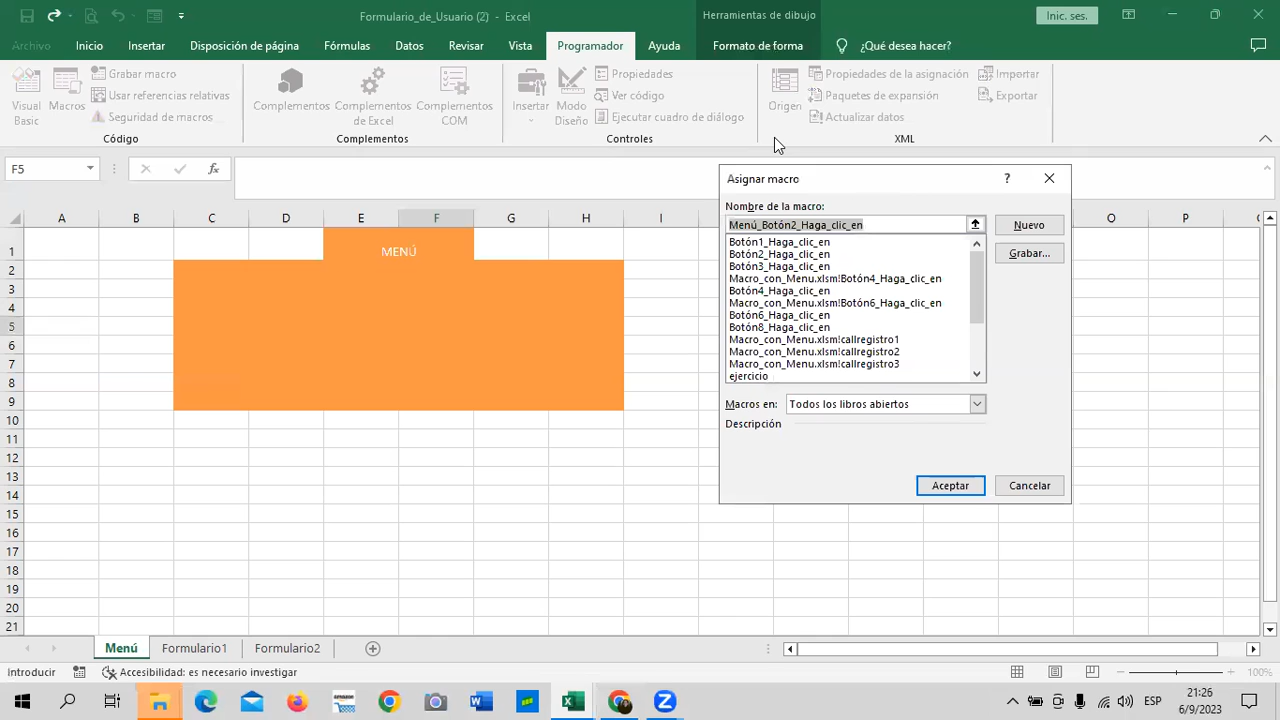 Formulario_de_Usuario (2) - Excel
Herramientas de dibujo
Inic. ses.
Archivo Inicio Insertar Disposición de página Fórmulas Datos Revisar Vista Programador Ayuda Formato de forma ¿Qué desea hacer?
Visual Basic
Macros
Grabar macro
Usar referencias relativas
Seguridad de macros
Código
Complementos
Complementos de Excel
Complementos COM
Complementos
Insertar
Modo Diseño
Propiedades
Ver código
Ejecutar cuadro de diálogo
Controles
Origen
Propiedades de la asignación
Paquetes de expansión
Actualizar datos
Importar
Exportar
XML
F5
fx
A B C D E F G H I O P
1
2
3
4
5
6
7
8
9
10
11
12
13
14
15
16
17
18
19
20
21
MENÚ
Asignar macro
?
Nombre de la macro:
Menú_Botón2_Haga_clic_en
Nuevo
Grabar...
Botón1_Haga_clic_en
Botón2_Haga_clic_en
Botón3_Haga_clic_en
Macro_con_Menu.xlsm!Botón4_Haga_clic_en
Botón4_Haga_clic_en
Macro_con_Menu.xlsm!Botón6_Haga_clic_en
Botón6_Haga_clic_en
Botón8_Haga_clic_en
Macro_con_Menu.xlsm!callregistro1
Macro_con_Menu.xlsm!callregistro2
Macro_con_Menu.xlsm!callregistro3
ejercicio
Macros en: Todos los libros abiertos
Descripción
Aceptar
Cancelar
Menú Formulario1 Formulario2
Introducir
Accesibilidad: es necesario investigar
100%
ESP
21:26
6/9/2023